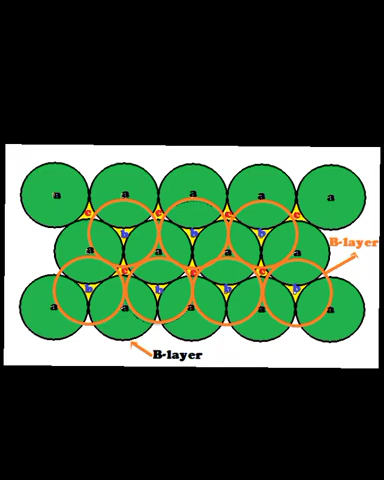 a a a a a
c c c c
b b b
B-layer
a a a a
c c c
b b b b
a a a a a
B-layer